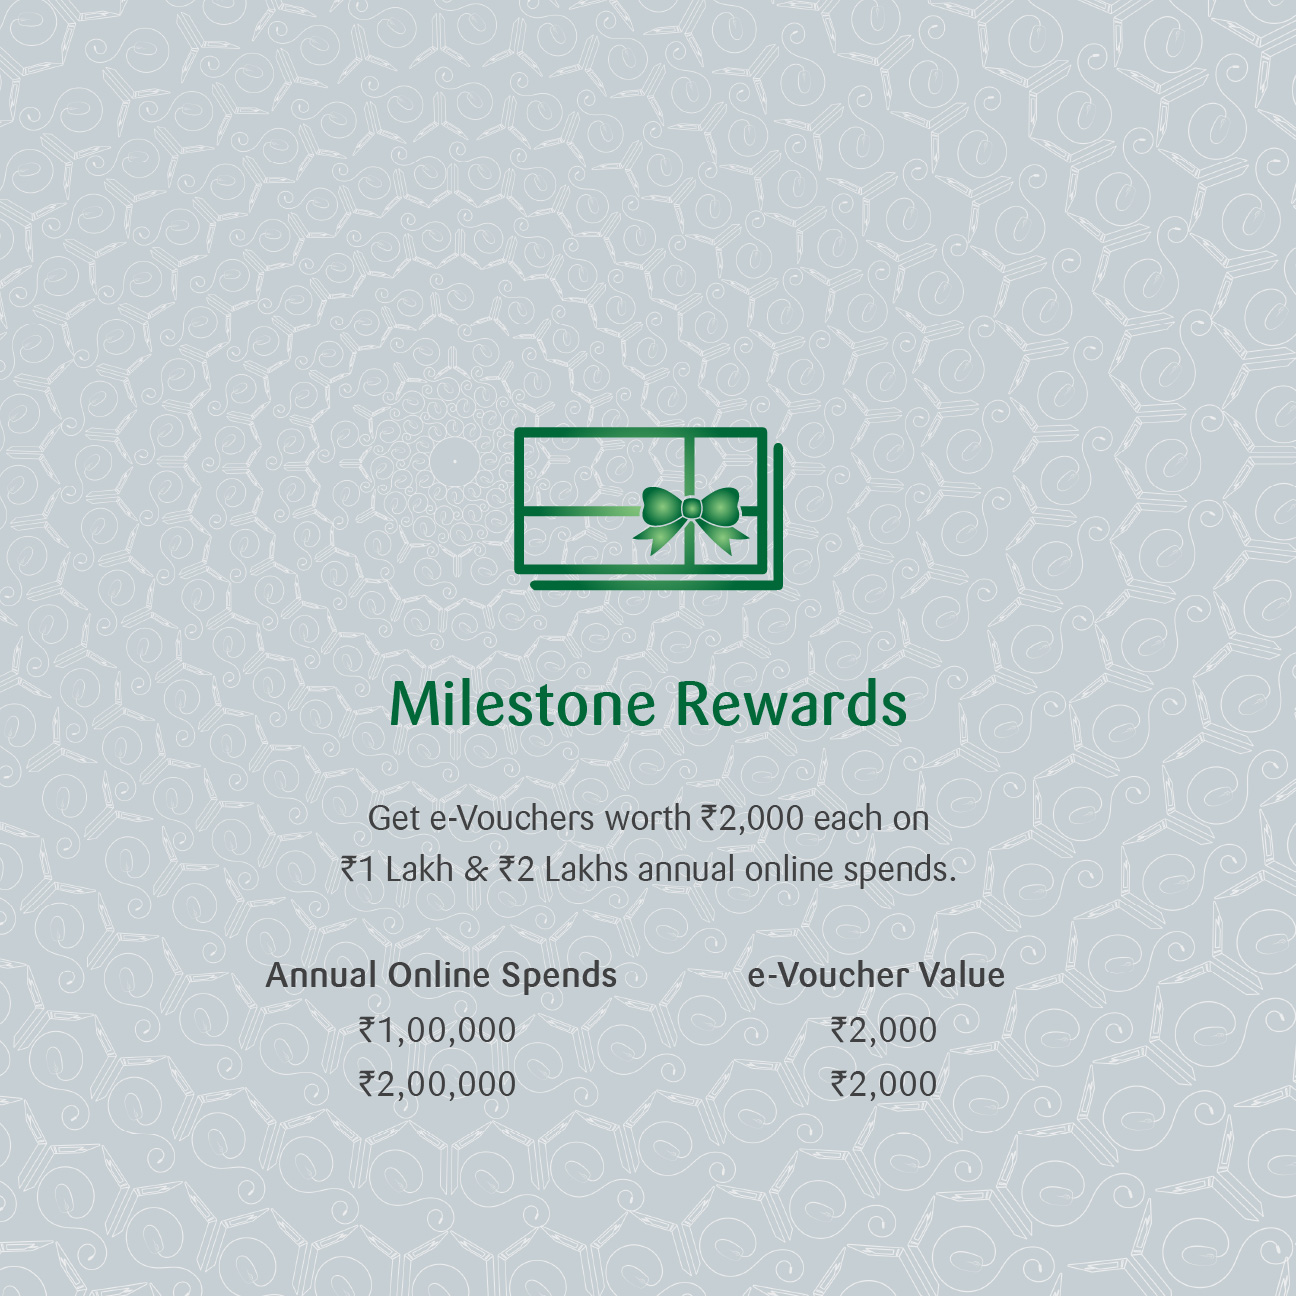 Milestone Rewards
Get e-Vouchers worth ₹2,000 each on
₹1 Lakh & ₹2 Lakhs annual online spends.
Annual Online Spends e-Voucher Value
₹1,00,000 ₹2,000
₹2,00,000 ₹2,000